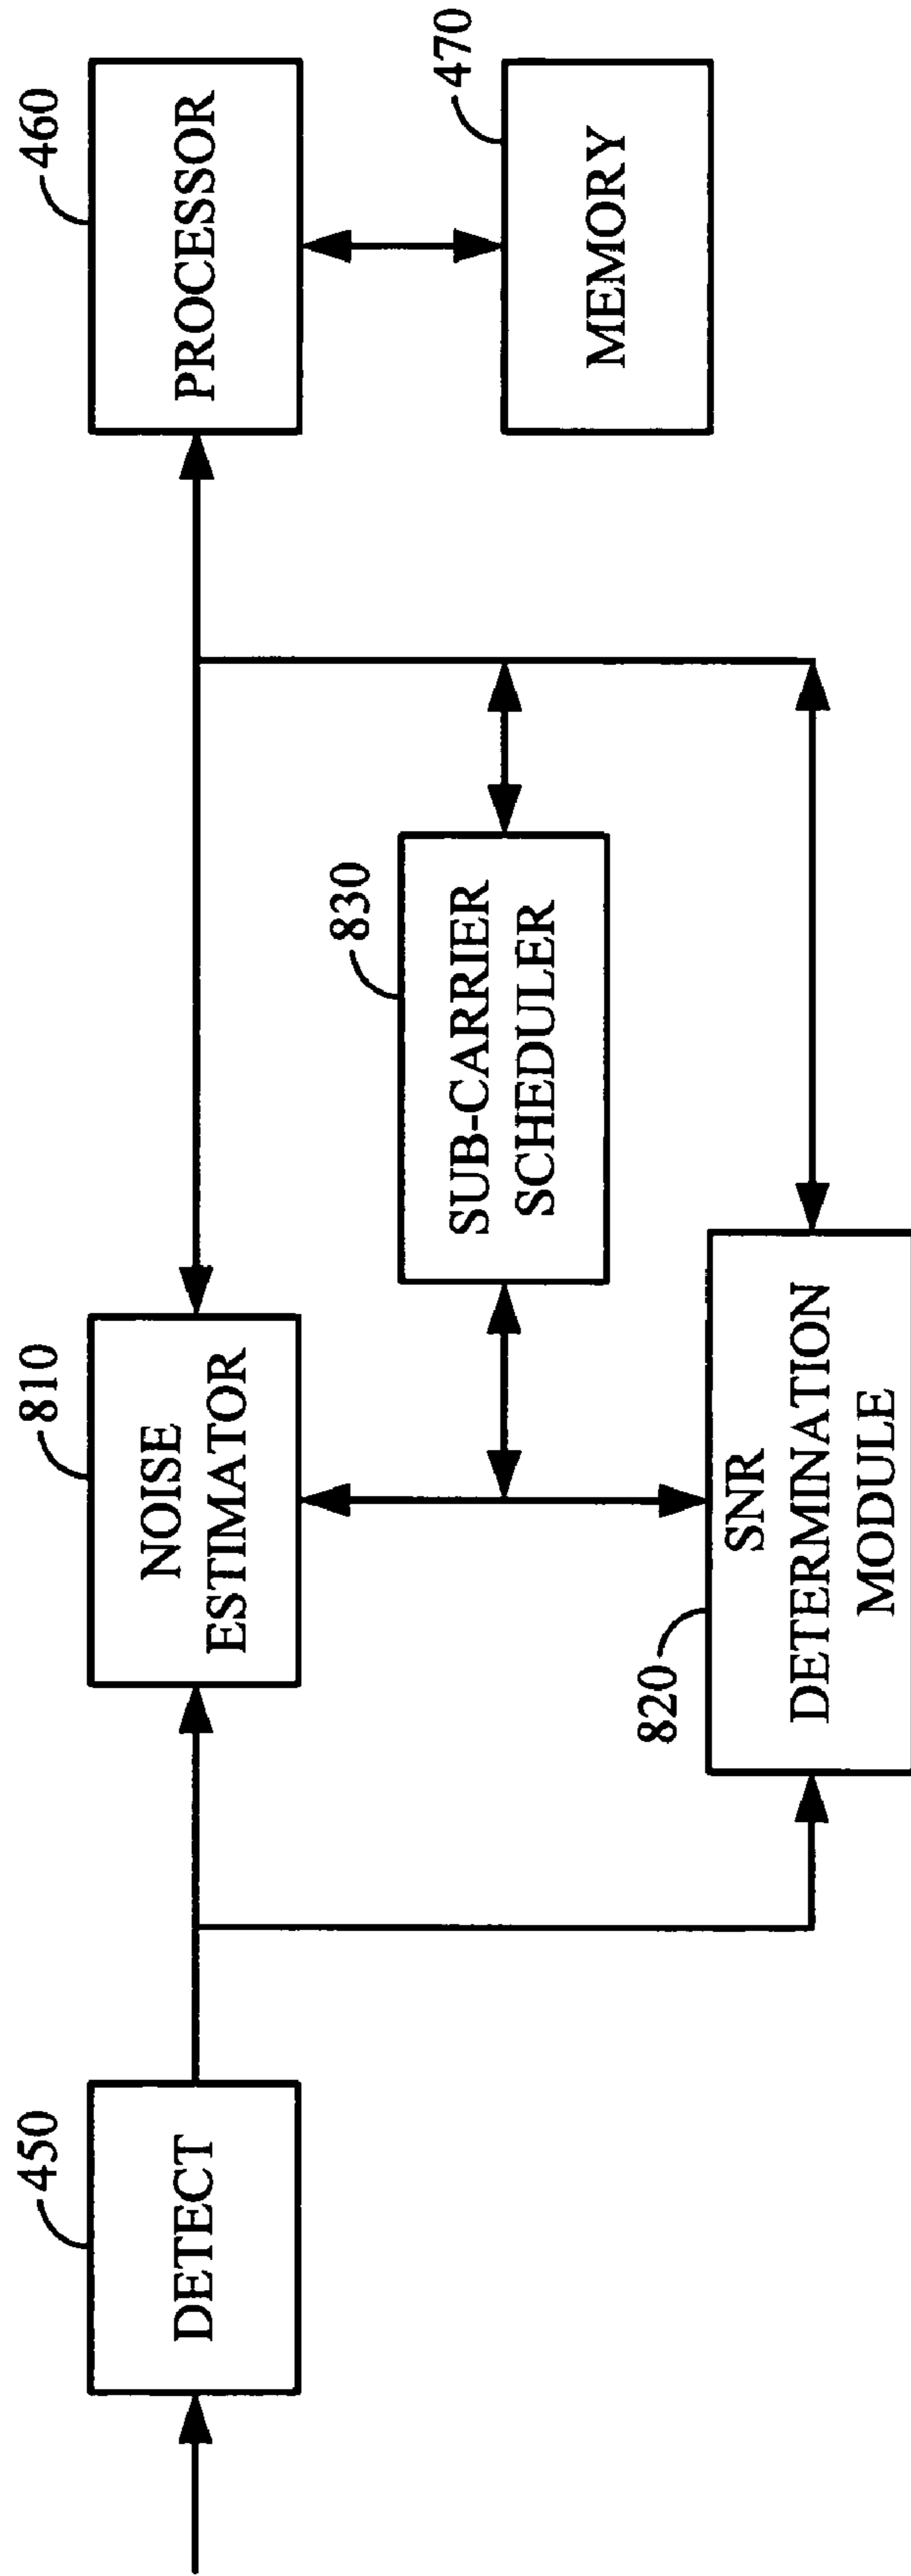 450
DETECT
810
NOISE
ESTIMATOR
820
SNR
DETERMINATION
MODULE
830
SUB-CARRIER
SCHEDULER
460
PROCESSOR
470
MEMORY